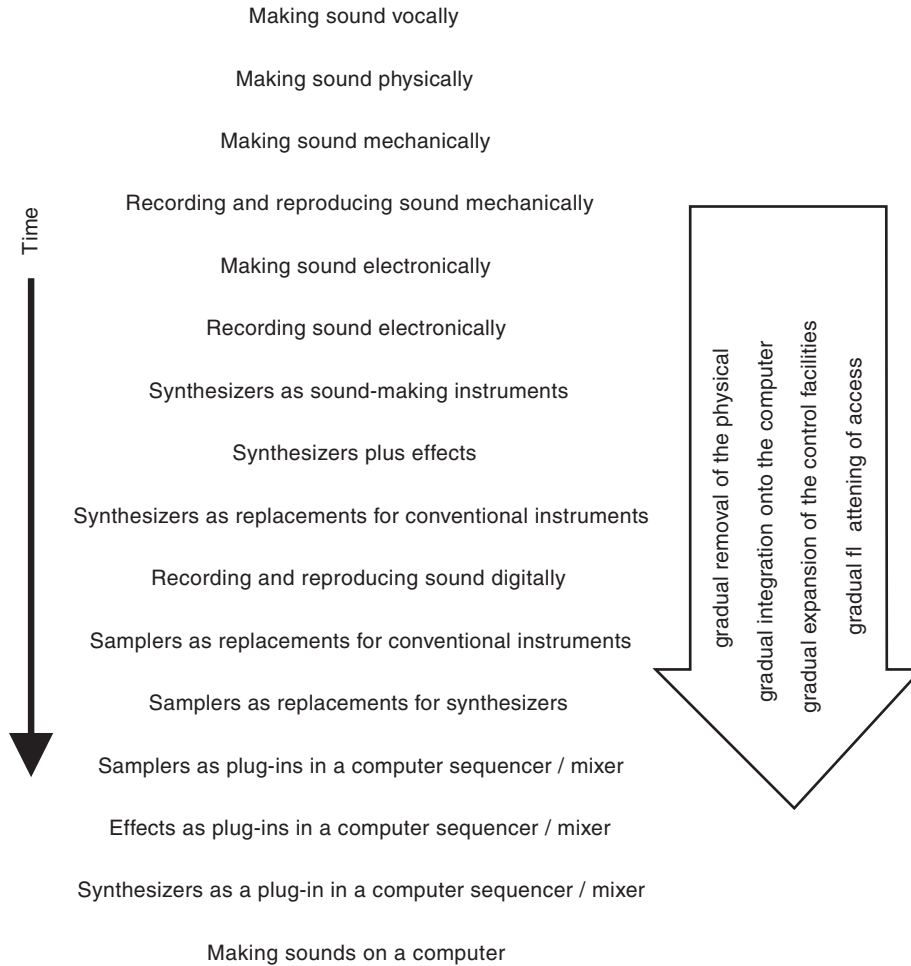 Making sound vocally
Making sound physically
Making sound mechanically
Recording and reproducing sound mechanically
Making sound electronically
Recording sound electronically
Synthesizers as sound-making instruments
Synthesizers plus effects
Synthesizers as replacements for conventional instruments
Recording and reproducing sound digitally
Samplers as replacements for conventional instruments
Samplers as replacements for synthesizers
Samplers as plug-ins in a computer sequencer / mixer
Effects as plug-ins in a computer sequencer / mixer
Synthesizers as a plug-in in a computer sequencer / mixer
Making sounds on a computer
Time
gradual removal of the physical
gradual integration onto the computer
gradual expansion of the control facilities
gradual fl attening of access